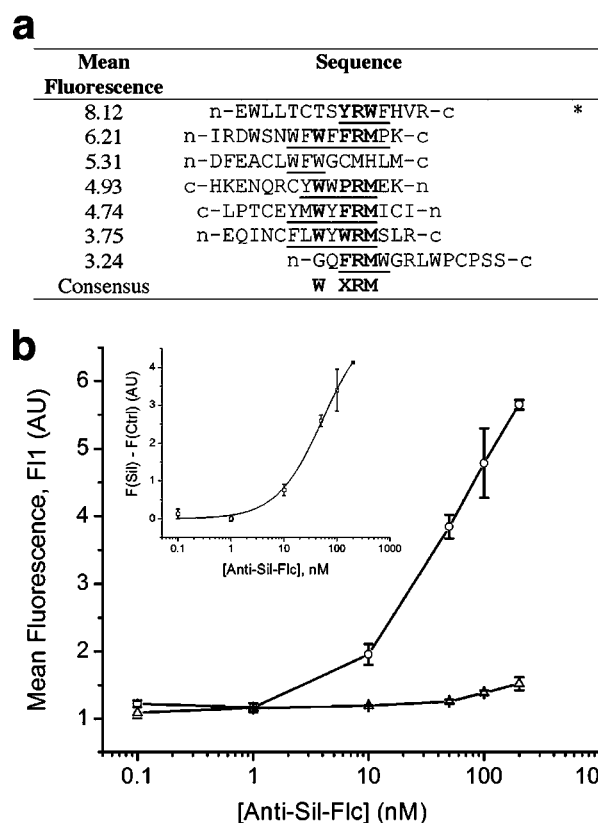 a
Mean Fluorescence Sequence
8.12 n-EWLLTCTSYRWFHVR-c *
6.21 n-IRDWSNWFWFFRMPK-c
5.31 n-DFEACLWFWGCMHLM-c
4.93 c-HKENQRCYWWPRMEK-n
4.74 c-LPTCEYMWYFRMICI-n
3.75 n-EQINCFLWYWRMSLR-c
3.24 n-GQFRMWGRLWPCPSS-c
Consensus W XRM
b
F(Sil) - F(Ctrl) (AU)
4
3
2
1
0
0.1 1 10 100 1000
[Anti-Sil-Flc], nM
Mean Fluorescence, Fl1 (AU)
6
5
4
3
2
1
0.1 1 10 100
[Anti-Sil-Flc] (nM)